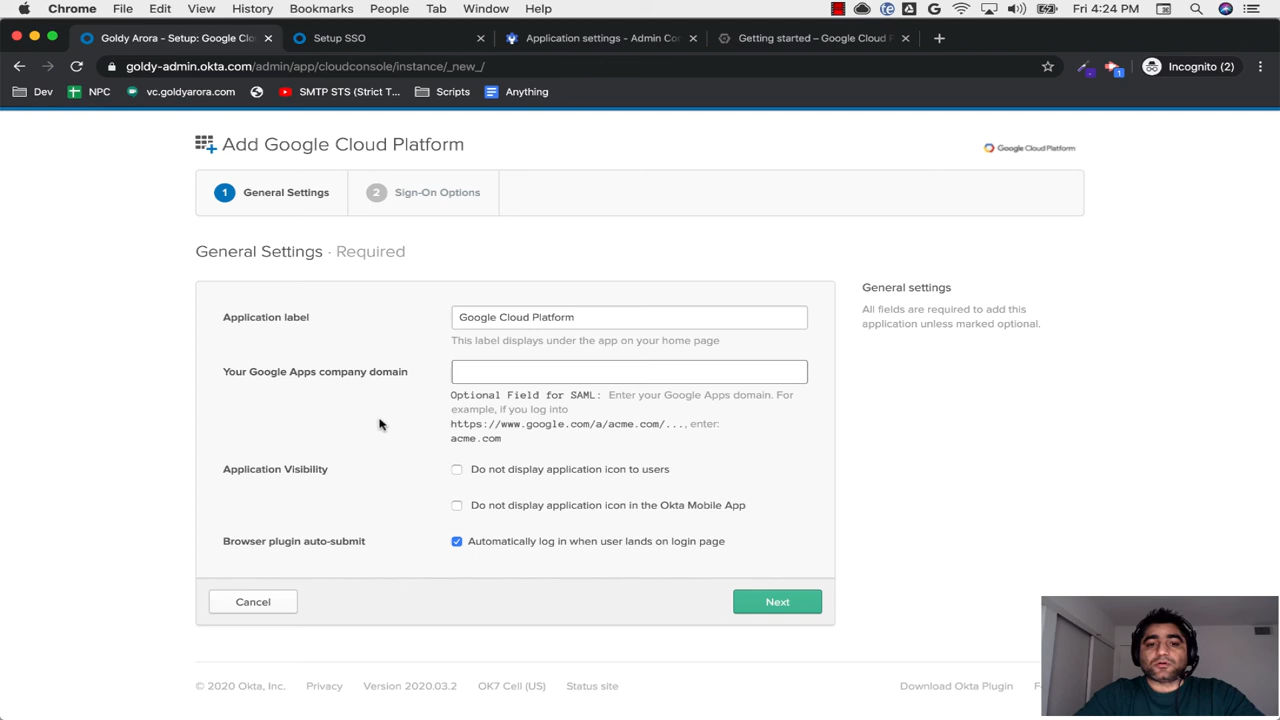 Chrome File Edit View History Bookmarks People Tab Window Help Fri 4:24 PM
Goldy Arora - Setup: Google Clo Setup SSO Application settings - Admin Con Getting started – Google Cloud P
goldy-admin.okta.com/admin/app/cloudconsole/instance/_new_/ Incognito (2)
Dev NPC vc.goldyarora.com SMTP STS (Strict T... Scripts Anything
Add Google Cloud Platform
Google Cloud Platform
1 General Settings 2 Sign-On Options
General Settings · Required
General settings
All fields are required to add this
application unless marked optional.
Application label Google Cloud Platform
This label displays under the app on your home page
Your Google Apps company domain
Optional Field for SAML: Enter your Google Apps domain. For
example, if you log into
https://www.google.com/a/acme.com/..., enter:
acme.com
Application Visibility Do not display application icon to users
Do not display application icon in the Okta Mobile App
Browser plugin auto-submit Automatically log in when user lands on login page
Cancel Next
© 2020 Okta, Inc. Privacy Version 2020.03.2 OK7 Cell (US) Status site Download Okta Plugin